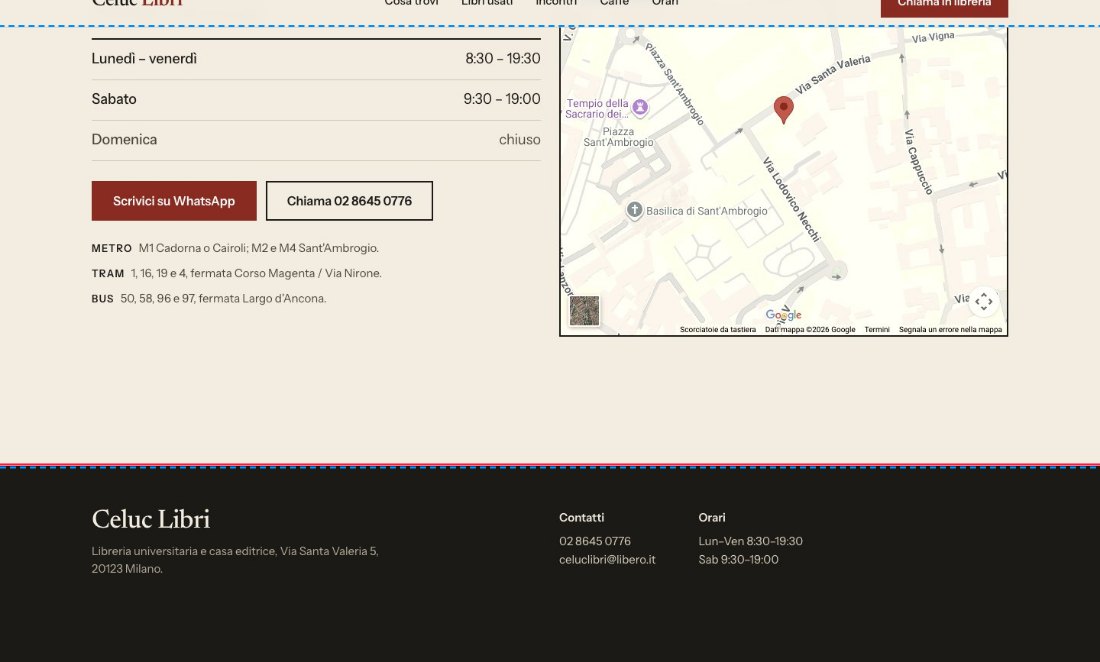 Celuc Libri
Cosa trovi Libri usati Incontri Caffè Orari
Chiama in libreria
Lunedì – venerdì 8:30 – 19:30
Sabato 9:30 – 19:00
Domenica chiuso
Scrivici su WhatsApp Chiama 02 8645 0776
METRO M1 Cadorna o Cairoli; M2 e M4 Sant'Ambrogio.
TRAM 1, 16, 19 e 4, fermata Corso Magenta / Via Nirone.
BUS 50, 58, 96 e 97, fermata Largo d'Ancona.
Via Vigna
Piazza Sant'Ambrogio
Via Santa Valeria
Tempio della
Sacrario dei...
Piazza
Sant'Ambrogio
Via Cappuccio
Via Lodovico Necchi
Basilica di Sant'Ambrogio
Google
Scorciatoie da tastiera Dati mappa ©2026 Google Termini Segnala un errore nella mappa
Celuc Libri
Libreria universitaria e casa editrice, Via Santa Valeria 5,
20123 Milano.
Contatti
02 8645 0776
celuclibri@libero.it
Orari
Lun–Ven 8:30–19:30
Sab 9:30–19:00